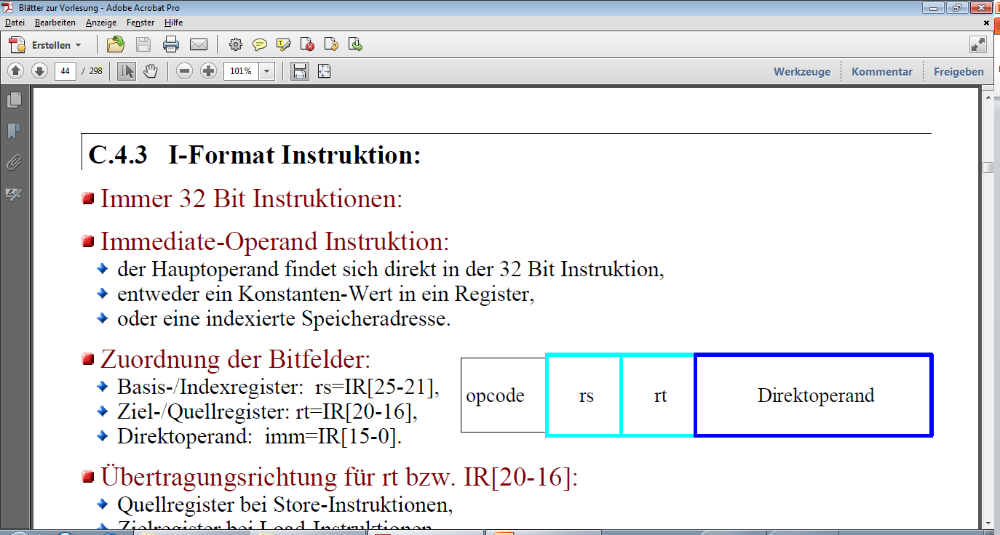 Blätter zur Vorlesung - Adobe Acrobat Pro
Datei Bearbeiten Anzeige Fenster Hilfe
Erstellen
44 / 298 101% Werkzeuge Kommentar Freigeben
C.4.3 I-Format Instruktion:
Immer 32 Bit Instruktionen:
Immediate-Operand Instruktion:
der Hauptoperand findet sich direkt in der 32 Bit Instruktion,
entweder ein Konstanten-Wert in ein Register,
oder eine indexierte Speicheradresse.
Zuordnung der Bitfelder:
Basis-/Indexregister: rs=IR[25-21],
Ziel-/Quellregister: rt=IR[20-16],
Direktoperand: imm=IR[15-0].
opcode rs rt Direktoperand
Übertragungsrichtung für rt bzw. IR[20-16]:
Quellregister bei Store-Instruktionen,
Zielregister bei Load-Instruktionen